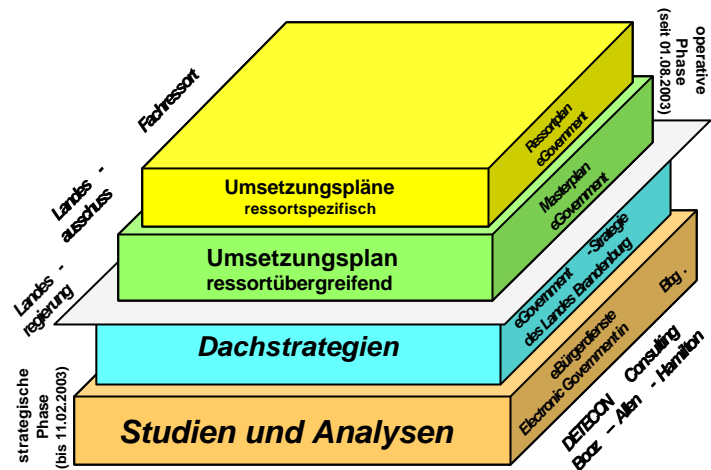 operative
Phase
(seit 01.08.2003)
Fachressort
Ressortplan
eGovernment
Umsetzungspläne
ressortspezifisch
Landes -
ausschuss
Masterplan
eGovernment
Umsetzungsplan
ressortübergreifend
Landes -
regierung
eGovernment -Strategie
des Landes Brandenburg
Dachstrategien
eBürgerdienste
Electronic Government in Bbg .
strategische
Phase
(bis 11.02.2003)
Studien und Analysen
DETECON Consulting
Booz – Allen - Hamilton